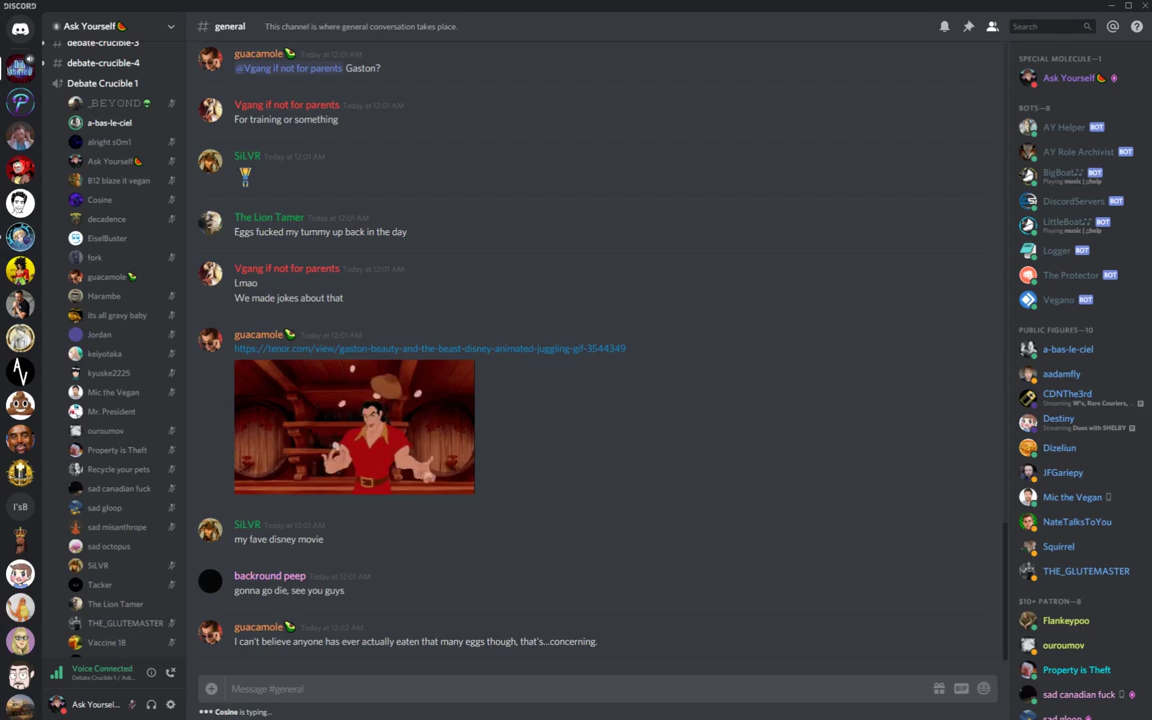 DISCORD
Ask Yourself
# general
This channel is where general conversation takes place.
Search
debate-crucible-3
# debate-crucible-4
Debate Crucible 1
_BEYOND
a-bas-le-ciel
alright s0m1
Ask Yourself
B12 blaze it vegan
Cosine
decadence
EiselBuster
fork
guacamole
Harambe
its all gravy baby
Jordan
keiyotaka
kyuske2225
Mic the Vegan
Mr. President
ouroumov
Property is Theft
Recycle your pets
sad canadian fuck
sad gloop
sad misanthrope
sad octopus
SiLVR
Tacker
The Lion Tamer
THE_GLUTEMASTER
Vaccine 18
Voice Connected
Debate Crucible 1 / Ask...
Ask Yoursel...
I'sB
guacamole Today at 12:01 AM
@Vgang if not for parents Gaston?
Vgang if not for parents Today at 12:01 AM
For training or something
SiLVR Today at 12:01 AM
The Lion Tamer Today at 12:01 AM
Eggs fucked my tummy up back in the day
Vgang if not for parents Today at 12:01 AM
Lmao
We made jokes about that
guacamole Today at 12:01 AM
https://tenor.com/view/gaston-beauty-and-the-beast-disney-animated-juggling-gif-3544349
SiLVR Today at 12:01 AM
my fave disney movie
backround peep Today at 12:01 AM
gonna go die, see you guys
guacamole Today at 12:02 AM
I can't believe anyone has ever actually eaten that many eggs though, that's...concerning.
Message #general
GIF
Cosine is typing...
SPECIAL MOLECULE—1
Ask Yourself
BOTS—8
AY Helper BOT
AY Role Archivist BOT
BigBoat♪♫ BOT
Playing music | ;;help
DiscordServers BOT
LittleBoat♪♫ BOT
Playing music | ;;help
Logger BOT
The Protector BOT
Vegano BOT
PUBLIC FIGURES—10
a-bas-le-ciel
aadamfly
CDNThe3rd
Streaming W's, Rare Couriers, ...
Destiny
Streaming Duos with SHELBY
Dizeliun
JFGariepy
Mic the Vegan
NateTalksToYou
Squirrel
THE_GLUTEMASTER
$10+ PATRON—8
Flankeypoo
ouroumov
Property is Theft
sad canadian fuck
sad gloop